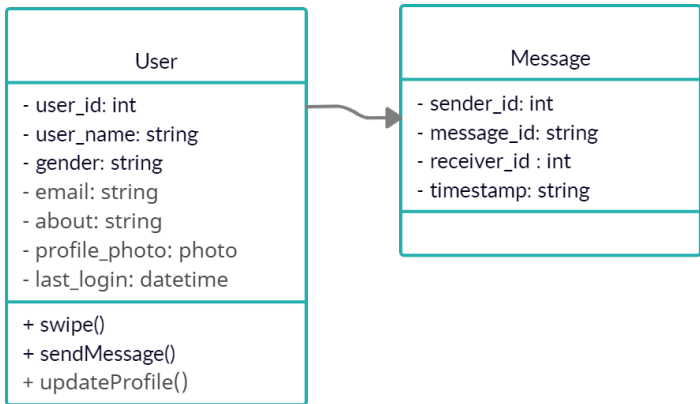 User
- user_id: int
- user_name: string
- gender: string
- email: string
- about: string
- profile_photo: photo
- last_login: datetime
+ swipe()
+ sendMessage()
+ updateProfile()
Message
- sender_id: int
- message_id: string
- receiver_id : int
- timestamp: string